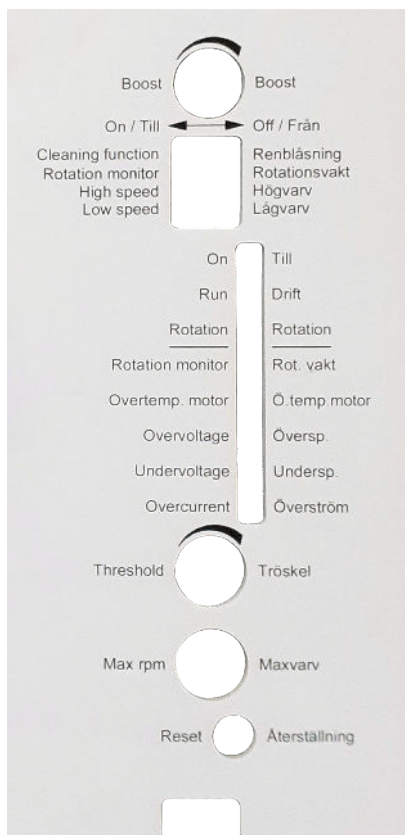 Boost Boost
On / Till Off / Från
Cleaning function Renblåsning
Rotation monitor Rotationsvakt
High speed Högvarv
Low speed Lågvarv
On Till
Run Drift
Rotation Rotation
Rotation monitor Rot. vakt
Overtemp. motor Ö.temp.motor
Overvoltage Översp.
Undervoltage Undersp.
Overcurrent Överström
Threshold Tröskel
Max rpm Maxvarv
Reset Återställning